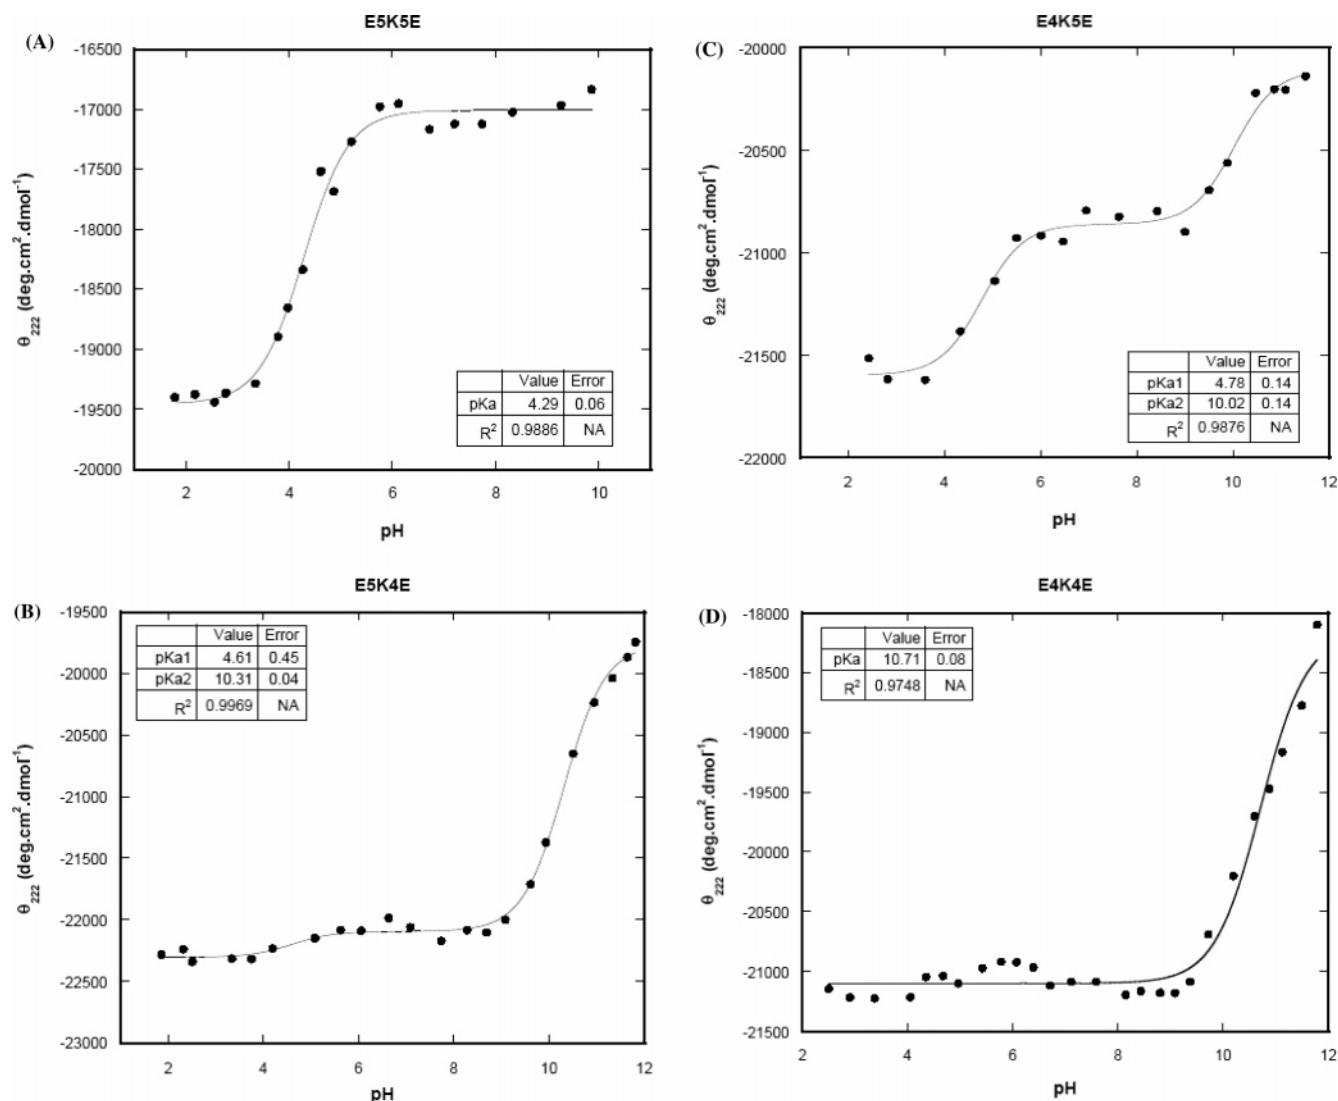 E5K5E
(A)
-16500
-17000
-17500
-18000
-18500
-19000
-19500
-20000
θ222 (deg.cm2.dmol-1)
Value Error
pKa 4.29 0.06
R2 0.9886 NA
2 4 6 8 10
pH
E4K5E
(C)
-20000
-20500
-21000
-21500
-22000
θ222 (deg.cm2.dmol-1)
Value Error
pKa1 4.78 0.14
pKa2 10.02 0.14
R2 0.9876 NA
2 4 6 8 10 12
pH
E5K4E
(B)
-19500
-20000
-20500
-21000
-21500
-22000
-22500
-23000
θ222 (deg.cm2.dmol-1)
Value Error
pKa1 4.61 0.45
pKa2 10.31 0.04
R2 0.9969 NA
2 4 6 8 10 12
pH
E4K4E
(D)
-18000
-18500
-19000
-19500
-20000
-20500
-21000
-21500
θ222 (deg.cm2.dmol-1)
Value Error
pKa 10.71 0.08
R2 0.9748 NA
2 4 6 8 10 12
pH